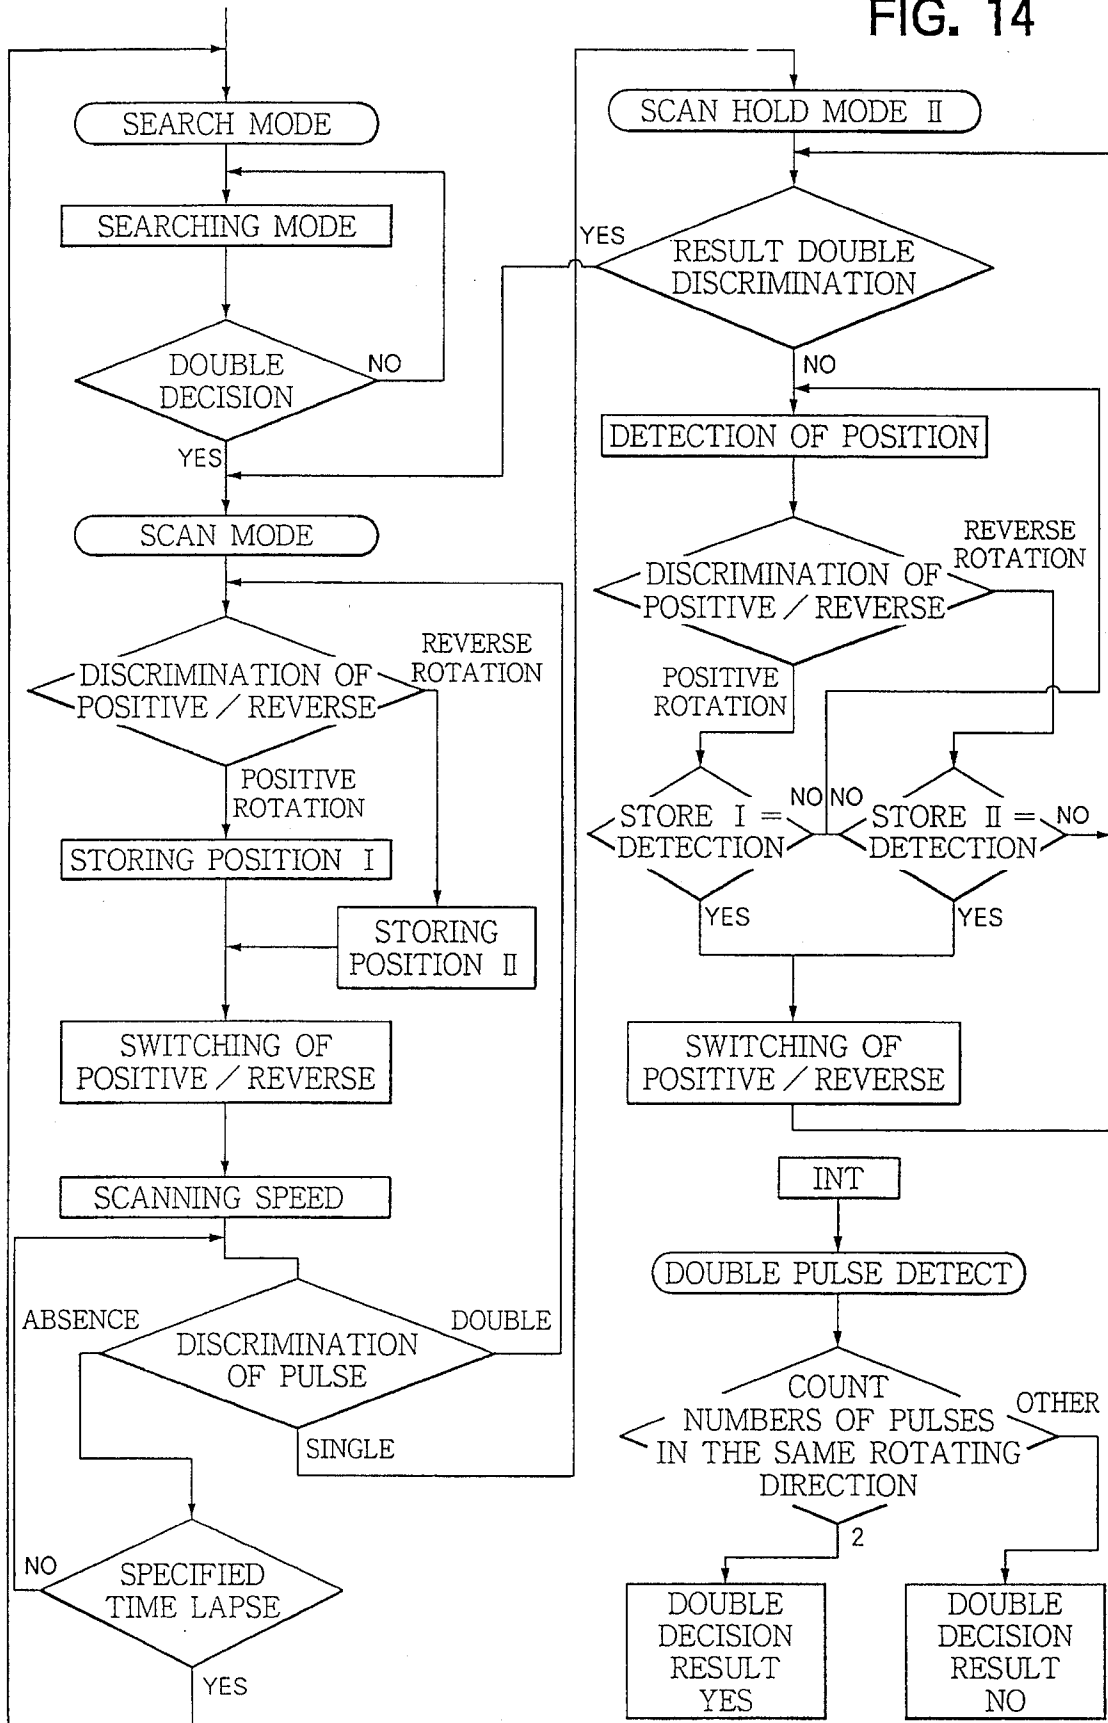 FIG. 14
SEARCH MODE
SEARCHING MODE
DOUBLE
DECISION
NO
YES
SCAN MODE
DISCRIMINATION OF
POSITIVE / REVERSE
REVERSE
ROTATION
POSITIVE
ROTATION
STORING POSITION I
STORING
POSITION II
SWITCHING OF
POSITIVE / REVERSE
SCANNING SPEED
ABSENCE
DOUBLE
DISCRIMINATION
OF PULSE
SINGLE
NO
SPECIFIED
TIME LAPSE
YES
SCAN HOLD MODE II
YES
RESULT DOUBLE
DISCRIMINATION
NO
DETECTION OF POSITION
REVERSE
ROTATION
DISCRIMINATION OF
POSITIVE / REVERSE
POSITIVE
ROTATION
STORE I =
DETECTION
NO
NO
STORE II =
DETECTION
NO
YES
YES
SWITCHING OF
POSITIVE / REVERSE
INT
DOUBLE PULSE DETECT
COUNT
NUMBERS OF PULSES
IN THE SAME ROTATING
DIRECTION
OTHER
2
DOUBLE
DECISION
RESULT
YES
DOUBLE
DECISION
RESULT
NO